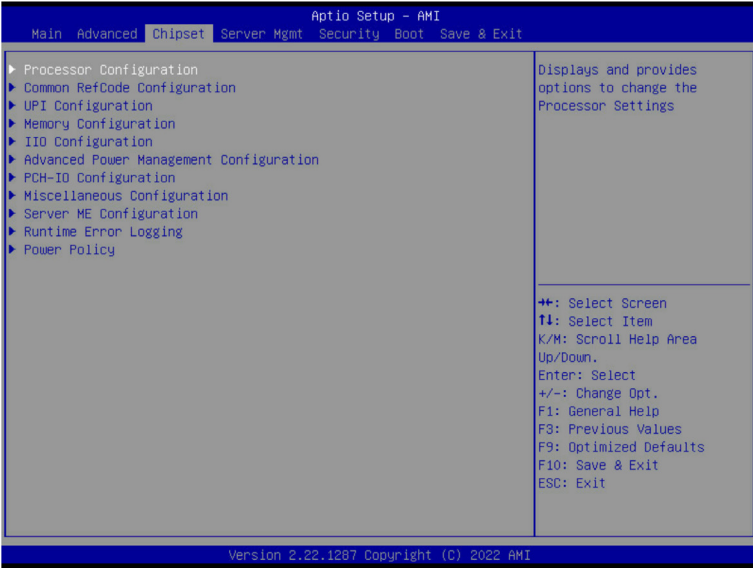 Aptio Setup – AMI
Main Advanced Chipset Server Mgmt Security Boot Save & Exit
▶ Processor Configuration
▶ Common RefCode Configuration
▶ UPI Configuration
▶ Memory Configuration
▶ IIO Configuration
▶ Advanced Power Management Configuration
▶ PCH-IO Configuration
▶ Miscellaneous Configuration
▶ Server ME Configuration
▶ Runtime Error Logging
▶ Power Policy
Displays and provides
options to change the
Processor Settings
→←: Select Screen
↑↓: Select Item
K/M: Scroll Help Area
Up/Down.
Enter: Select
+/-: Change Opt.
F1: General Help
F3: Previous Values
F9: Optimized Defaults
F10: Save & Exit
ESC: Exit
Version 2.22.1287 Copyright (C) 2022 AMI